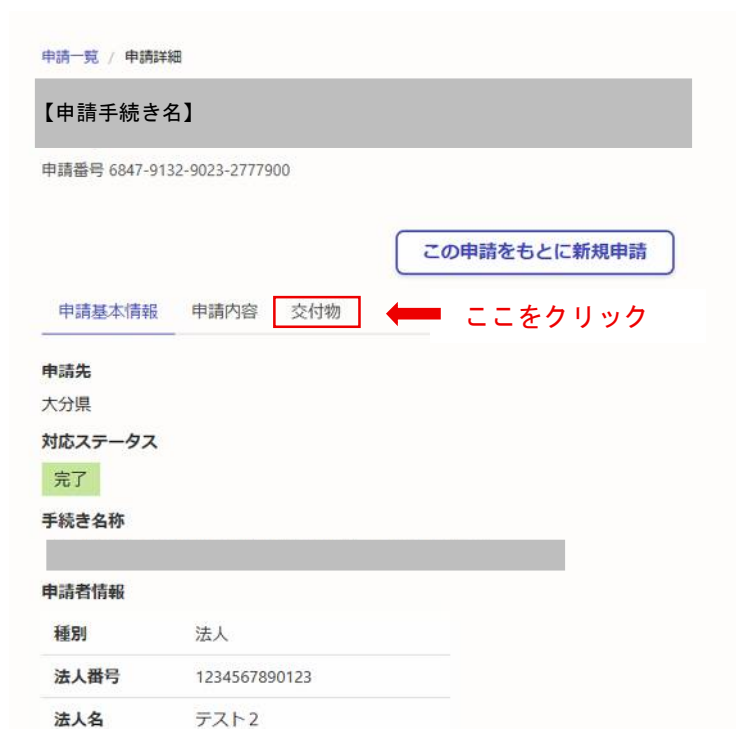 申請一覧 / 申請詳細
【申請手続き名】
申請番号 6847-9132-9023-2777900
この申請をもとに新規申請
申請基本情報 申請内容 交付物 ここをクリック
申請先
大分県
対応ステータス
完了
手続き名称
申請者情報
種別 法人
法人番号 1234567890123
法人名 テスト2